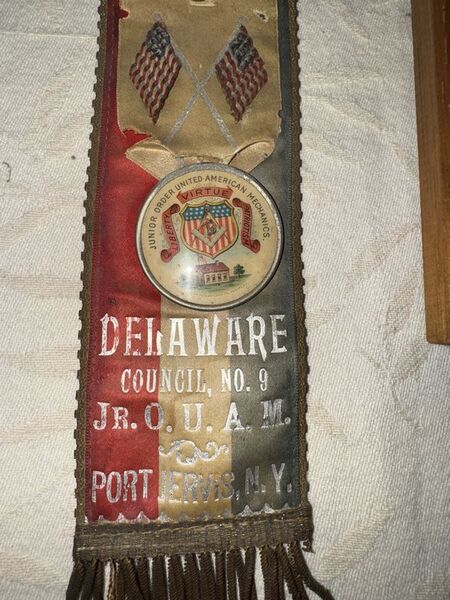 JUNIOR ORDER UNITED AMERICAN MECHANICS
VIRTUE
LIBERTY
PATRIOTISM
DELAWARE
COUNCIL, NO. 9
JR. O. U. A. M.
PORT JERVIS, N.Y.